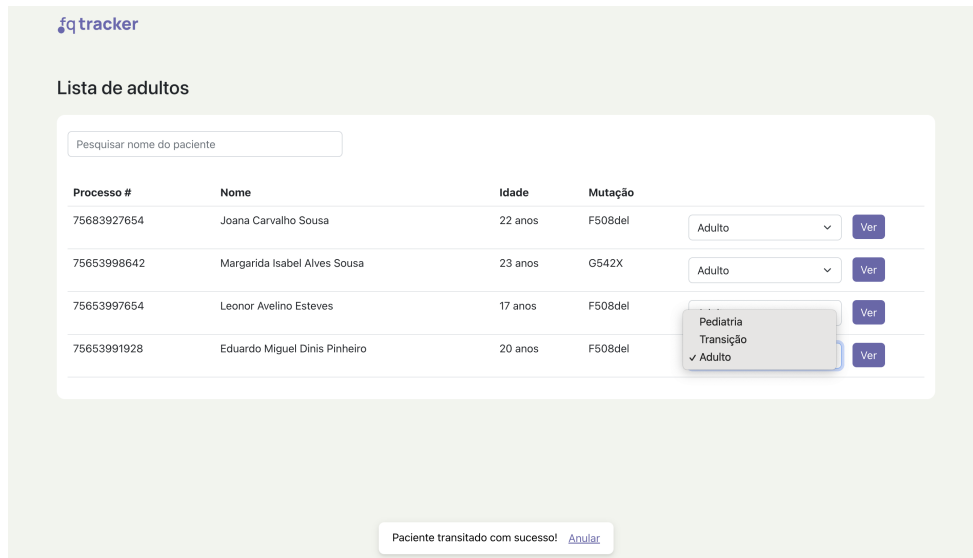 fq tracker
Lista de adultos
Pesquisar nome do paciente
Processo # Nome Idade Mutação
75683927654 Joana Carvalho Sousa 22 anos F508del Adulto Ver
75653998642 Margarida Isabel Alves Sousa 23 anos G542X Adulto Ver
75653997654 Leonor Avelino Esteves 17 anos F508del Ver
Pediatria
Transição
75653991928 Eduardo Miguel Dinis Pinheiro 20 anos F508del ✓ Adulto Ver
Paciente transitado com sucesso! Anular